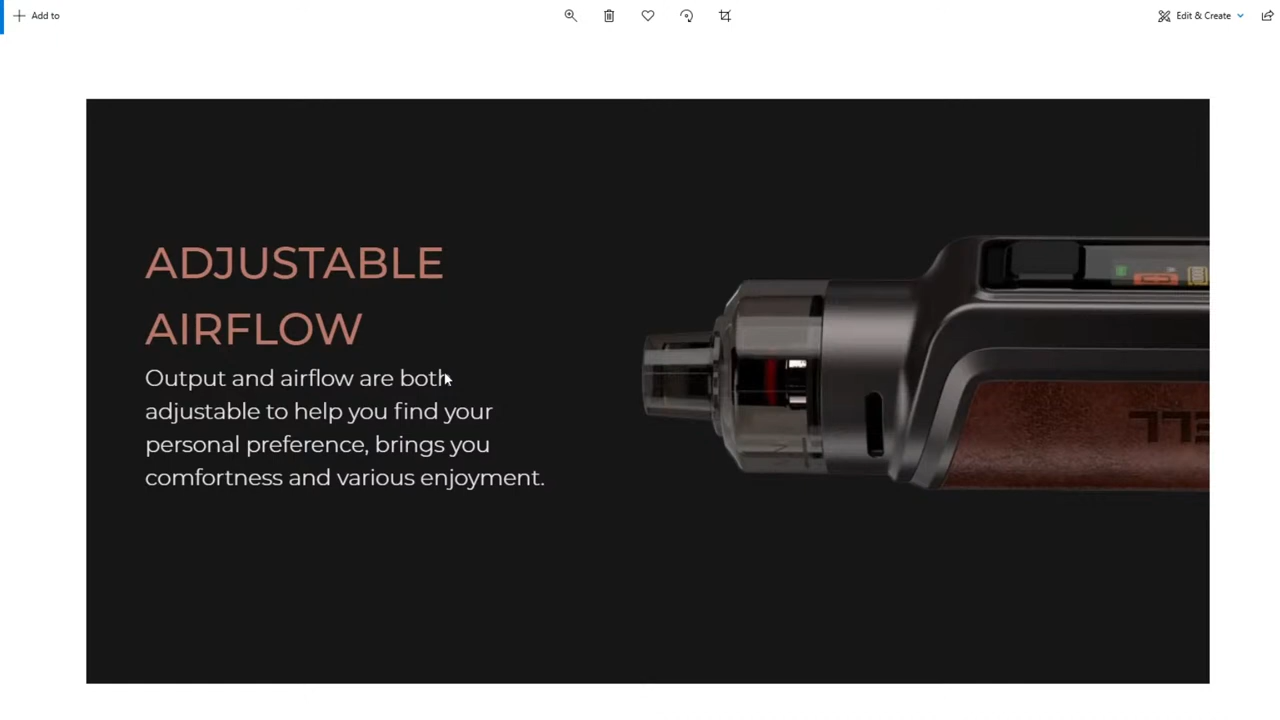 Add to
Edit & Create
ADJUSTABLE
AIRFLOW
Output and airflow are both
adjustable to help you find your
personal preference, brings you
comfortness and various enjoyment.